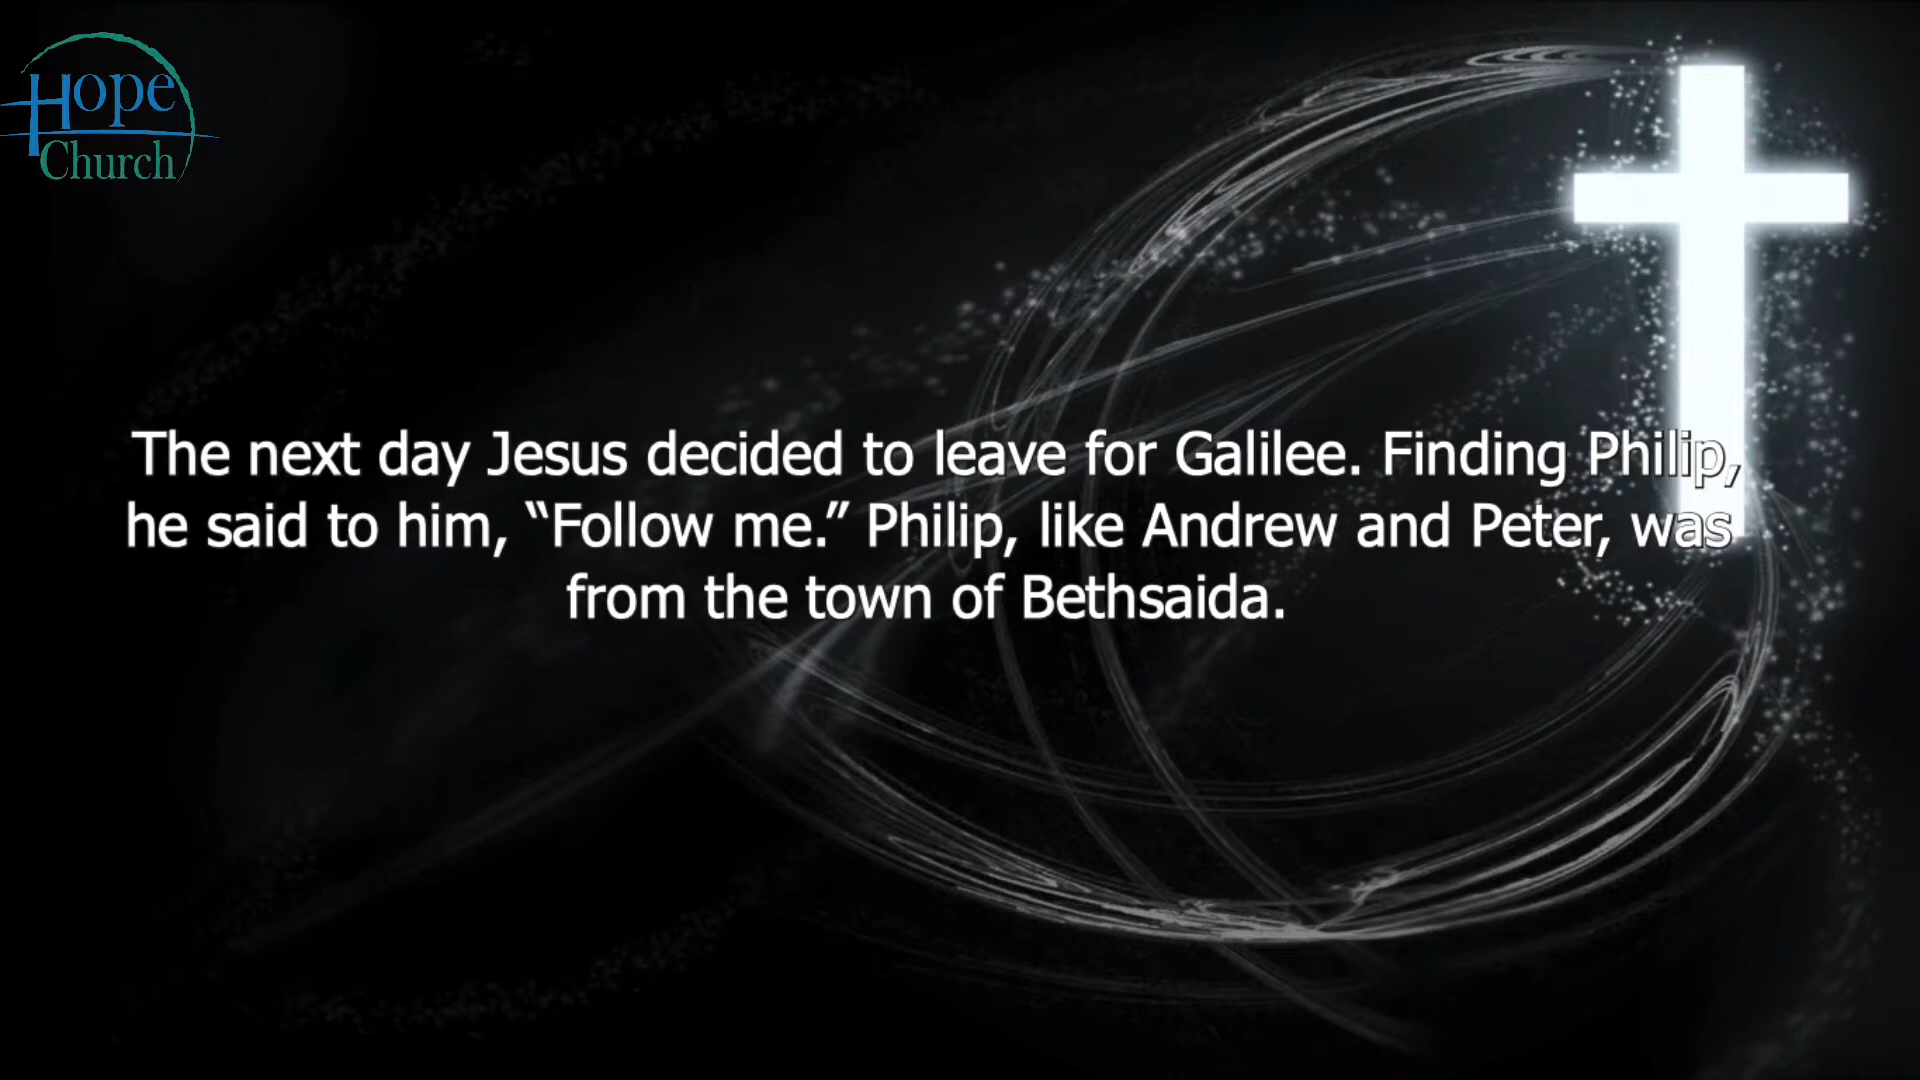 Hope
Church
The next day Jesus decided to leave for Galilee. Finding Philip,
he said to him, “Follow me.” Philip, like Andrew and Peter, was
from the town of Bethsaida.